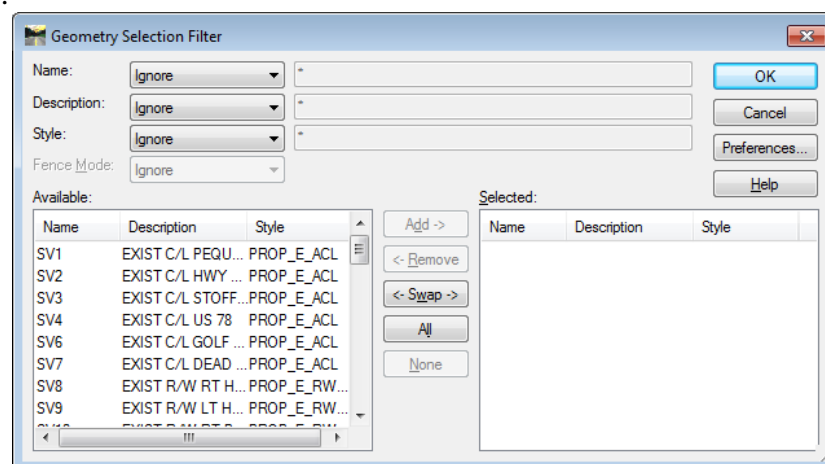 Geometry Selection Filter
Name: Ignore *
OK
Description: Ignore *
Cancel
Style: Ignore *
Preferences...
Fence Mode: Ignore
Help
Available:
Selected:
Name Description Style
Add ->
Name Description Style
SV1 EXIST C/L PEQU... PROP_E_ACL
<- Remove
SV2 EXIST C/L HWY ... PROP_E_ACL
SV3 EXIST C/L STOFF... PROP_E_ACL
<- Swap ->
SV4 EXIST C/L US 78 PROP_E_ACL
SV6 EXIST C/L GOLF ... PROP_E_ACL
All
SV7 EXIST C/L DEAD ... PROP_E_ACL
None
SV8 EXIST R/W RT H... PROP_E_RW...
SV9 EXIST R/W LT H... PROP_E_RW...